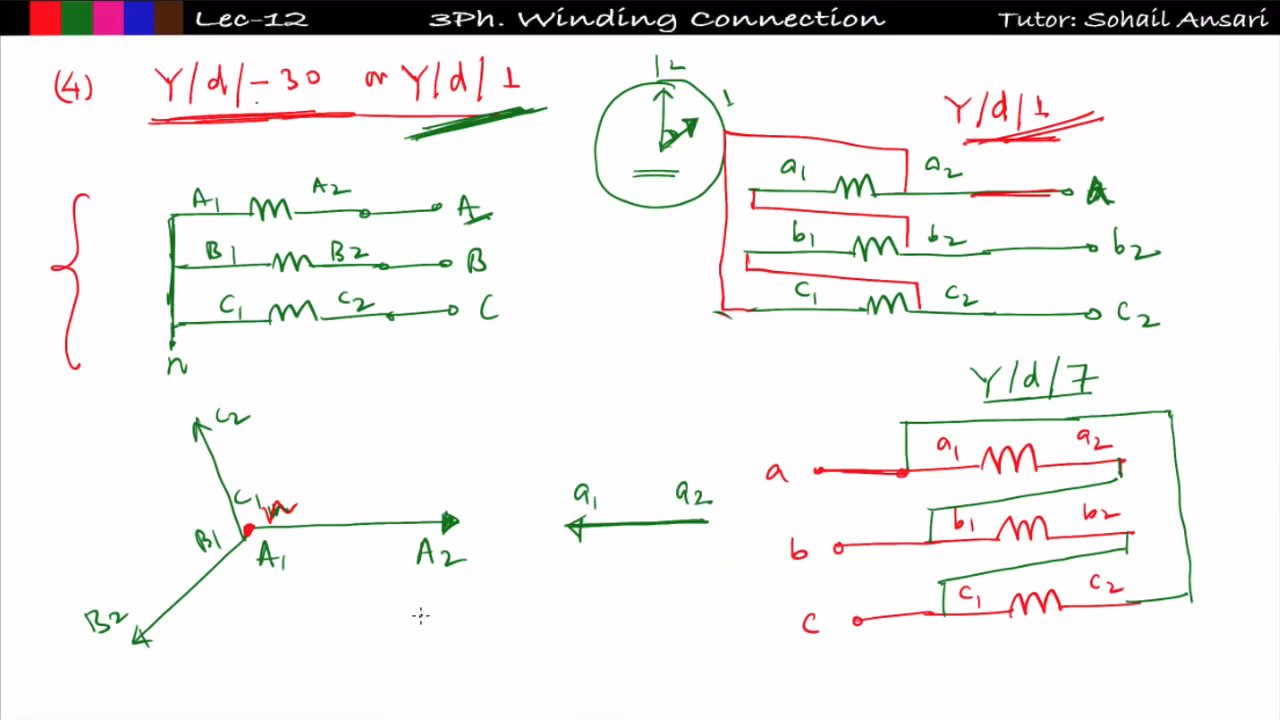 Lec-12 3Ph. Winding Connection Tutor: Sohail Ansari
(4) Y/d/-30 or Y/d/1
12
1
Y/d/1
A1 A2 A
B1 B2 B
C1 C2 C
n
a1 a2
b1 b2 b2
c1 c2 c2
Y/d/7
a a1 a2
b b1 b2
c c1 c2
C2
C1
B1 A1 A2
B2
a1 a2